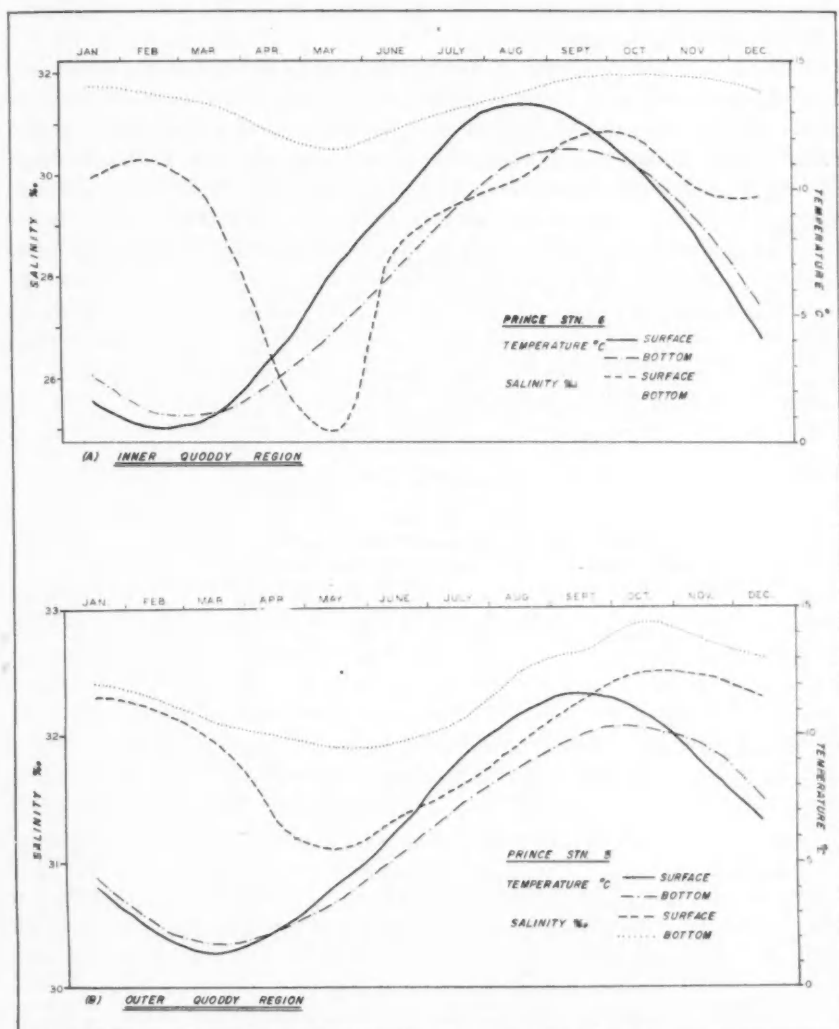 JAN. FEB MAR. APR. MAY JUNE JULY AUG SEPT. OCT. NOV. DEC.
32
30
28
26
SALINITY ‰
15
10
5
0
TEMPERATURE °C
PRINCE STN. 6
TEMPERATURE °C SURFACE
BOTTOM
SALINITY ‰ SURFACE
BOTTOM
(A) INNER QUODDY REGION
JAN. FEB. MAR. APR. MAY JUNE JULY AUG. SEPT. OCT. NOV. DEC.
33
32
31
30
SALINITY ‰
15
10
5
0
TEMPERATURE °C
PRINCE STN. 5
TEMPERATURE °C SURFACE
BOTTOM
SALINITY ‰ SURFACE
BOTTOM
(B) OUTER QUODDY REGION